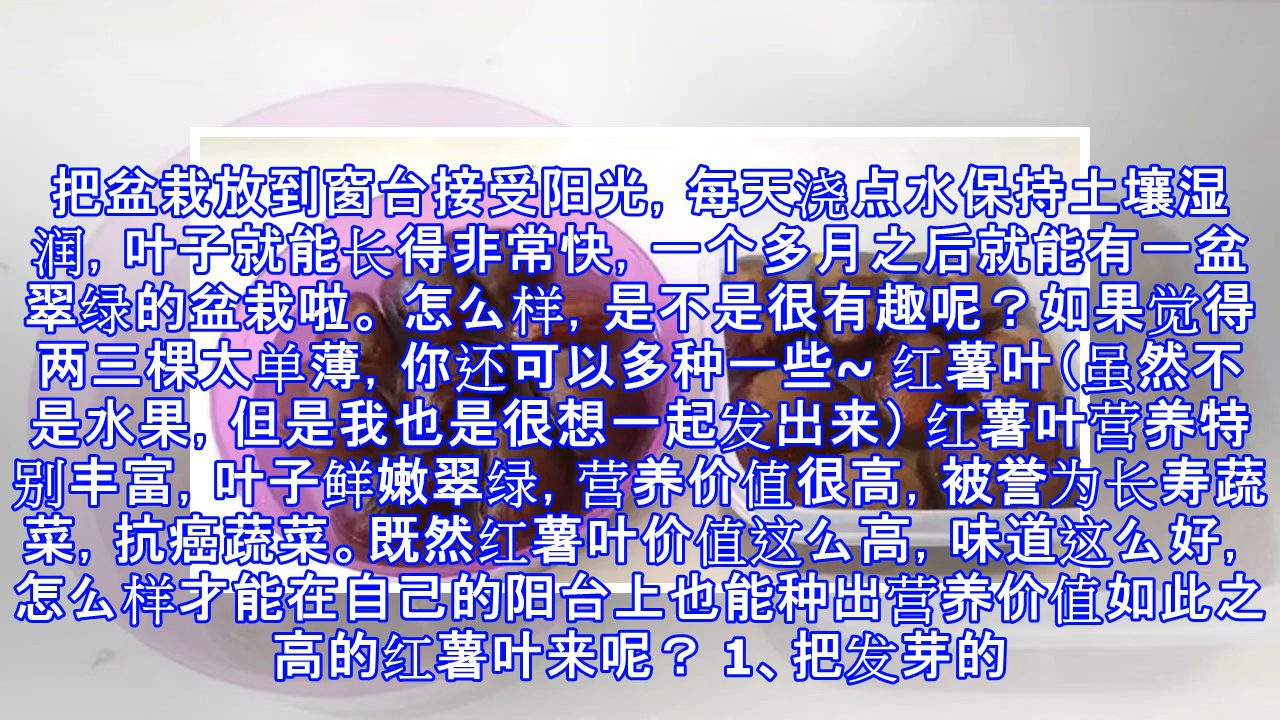 把盆栽放到窗台接受阳光, 每天浇点水保持土壤湿
润, 叶子就能长得非常快, 一个多月之后就能有一盆
翠绿的盆栽啦。怎么样, 是不是很有趣呢？如果觉得
两三棵太单薄, 你还可以多种一些~ 红薯叶(虽然不
是水果, 但是我也是很想一起发出来) 红薯叶营养特
别丰富, 叶子鲜嫩翠绿, 营养价值很高, 被誉为长寿蔬
菜, 抗癌蔬菜。既然红薯叶价值这么高, 味道这么好,
怎么样才能在自己的阳台上也能种出营养价值如此之
高的红薯叶来呢？ 1、把发芽的